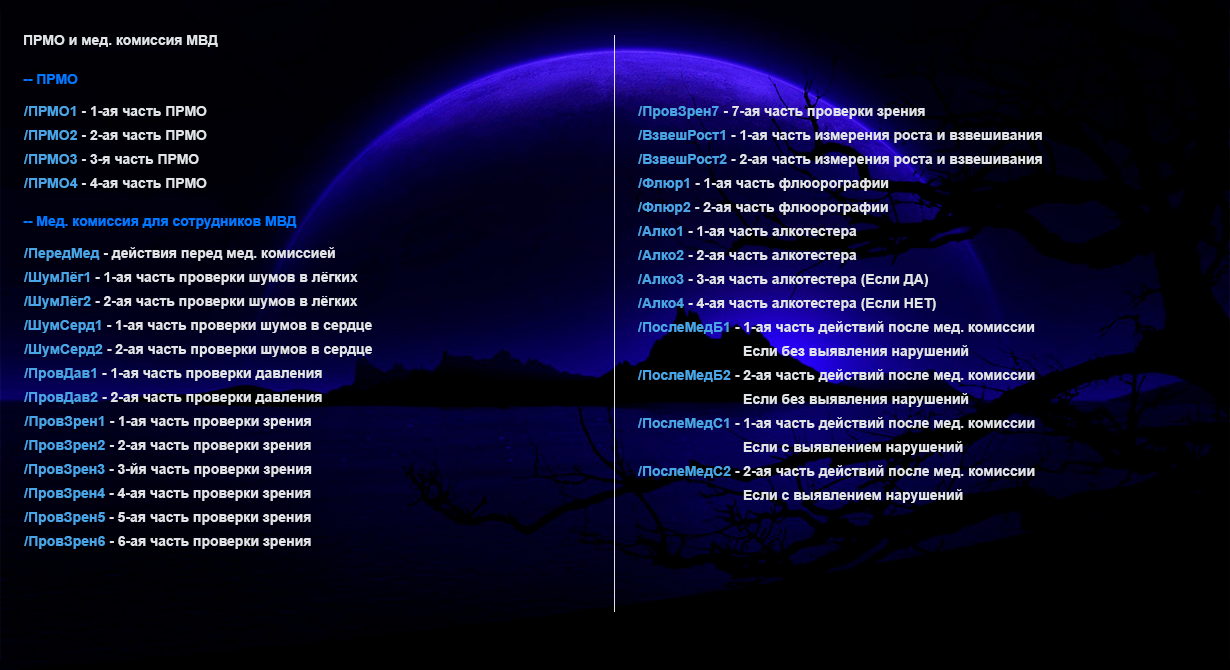 ПРМО и мед. комиссия МВД
-- ПРМО
/ПРМО1 - 1-ая часть ПРМО
/ПРМО2 - 2-ая часть ПРМО
/ПРМО3 - 3-я часть ПРМО
/ПРМО4 - 4-ая часть ПРМО
-- Мед. комиссия для сотрудников МВД
/ПередМед - действия перед мед. комиссией
/ШумЛёг1 - 1-ая часть проверки шумов в лёгких
/ШумЛёг2 - 2-ая часть проверки шумов в лёгких
/ШумСерд1 - 1-ая часть проверки шумов в сердце
/ШумСерд2 - 2-ая часть проверки шумов в сердце
/ПровДав1 - 1-ая часть проверки давления
/ПровДав2 - 2-ая часть проверки давления
/ПровЗрен1 - 1-ая часть проверки зрения
/ПровЗрен2 - 2-ая часть проверки зрения
/ПровЗрен3 - 3-йя часть проверки зрения
/ПровЗрен4 - 4-ая часть проверки зрения
/ПровЗрен5 - 5-ая часть проверки зрения
/ПровЗрен6 - 6-ая часть проверки зрения
/ПровЗрен7 - 7-ая часть проверки зрения
/ВзвешРост1 - 1-ая часть измерения роста и взвешивания
/ВзвешРост2 - 2-ая часть измерения роста и взвешивания
/Флюр1 - 1-ая часть флюорографии
/Флюр2 - 2-ая часть флюорографии
/Алко1 - 1-ая часть алкотестера
/Алко2 - 2-ая часть алкотестера
/Алко3 - 3-ая часть алкотестера (Если ДА)
/Алко4 - 4-ая часть алкотестера (Если НЕТ)
/ПослеМедБ1 - 1-ая часть действий после мед. комиссии
Если без выявления нарушений
/ПослеМедБ2 - 2-ая часть действий после мед. комиссии
Если без выявления нарушений
/ПослеМедС1 - 1-ая часть действий после мед. комиссии
Если с выявлением нарушений
/ПослеМедС2 - 2-ая часть действий после мед. комиссии
Если с выявлением нарушений